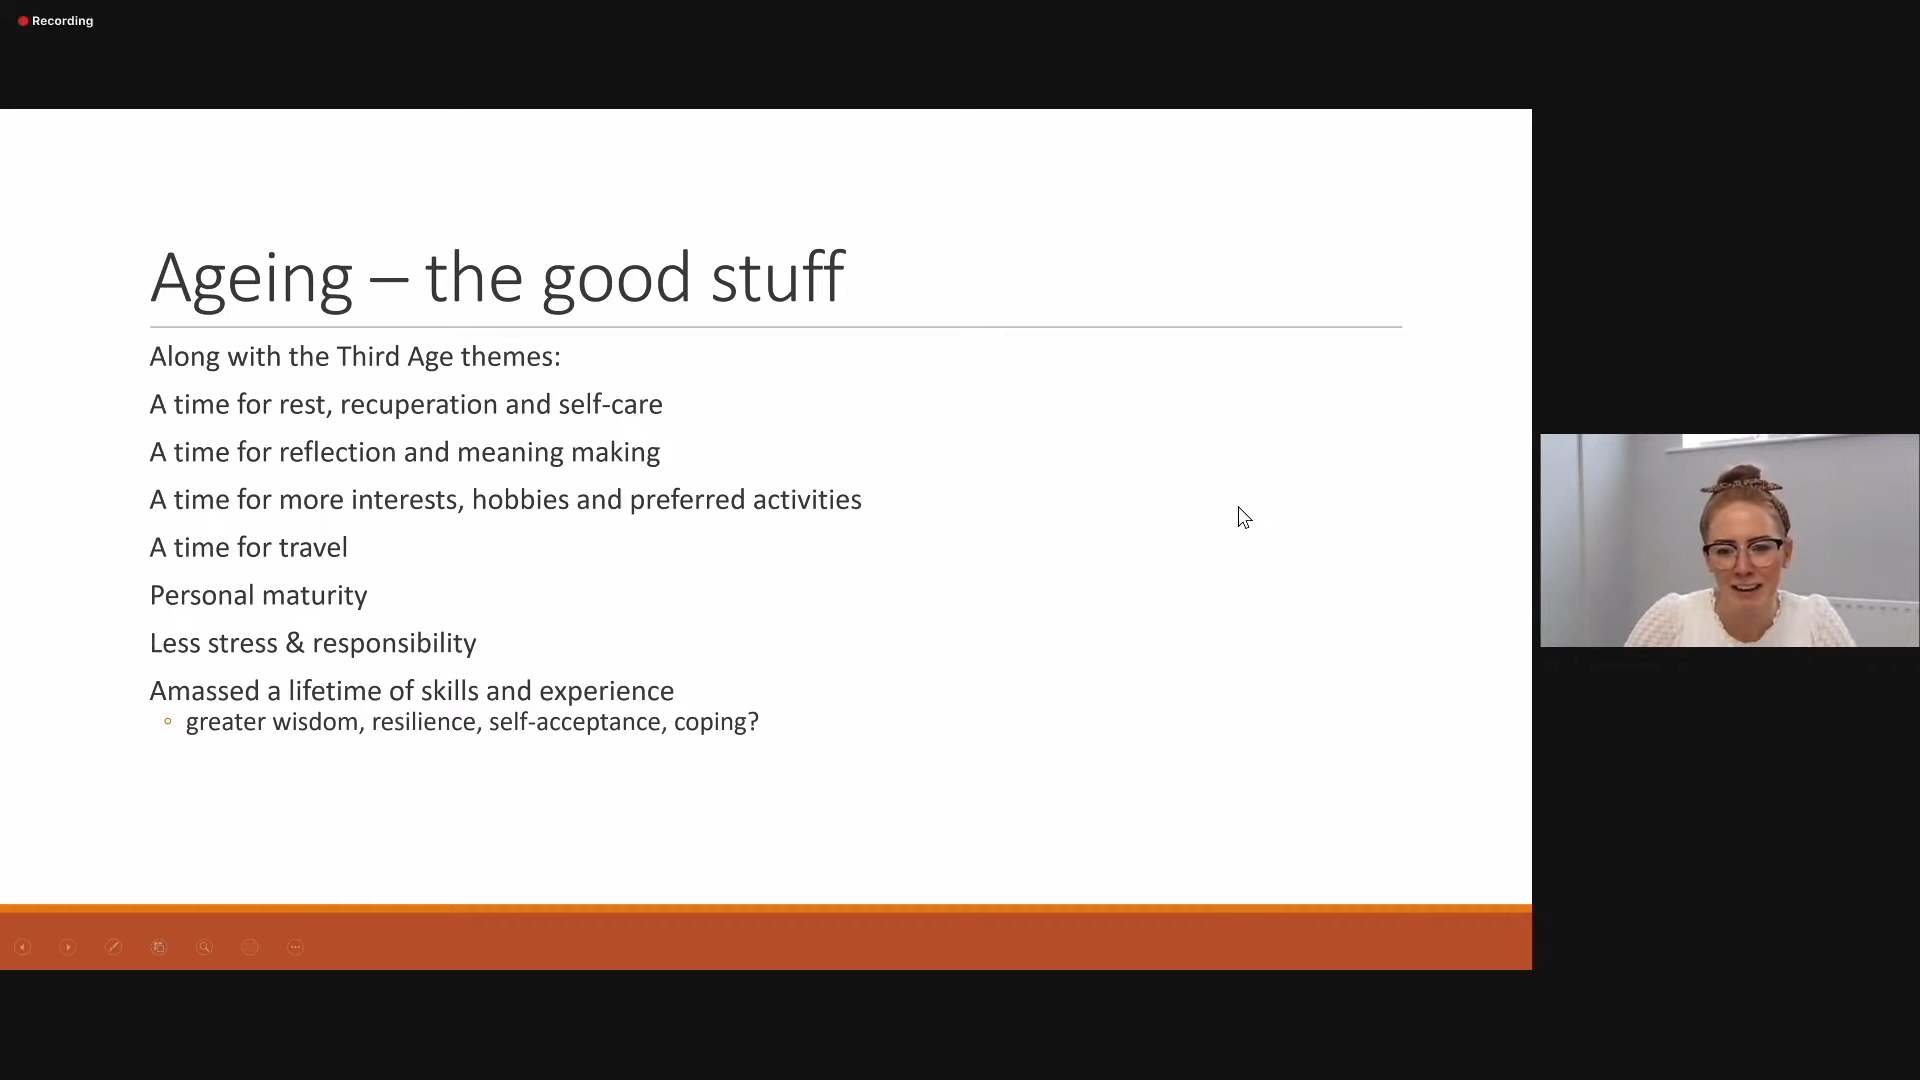 Recording
Ageing – the good stuff
Along with the Third Age themes:
A time for rest, recuperation and self-care
A time for reflection and meaning making
A time for more interests, hobbies and preferred activities
A time for travel
Personal maturity
Less stress & responsibility
Amassed a lifetime of skills and experience
greater wisdom, resilience, self-acceptance, coping?